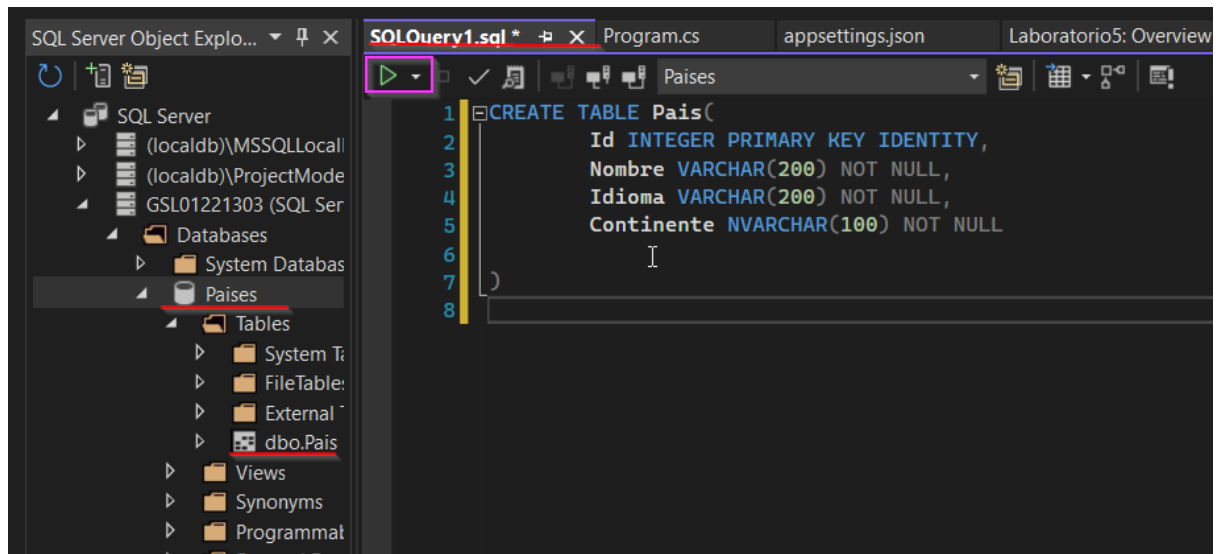 SQL Server Object Explo...
SQLQuery1.sql *
Program.cs
appsettings.json
Laboratorio5: Overview
Paises
SQL Server
(localdb)\MSSQLLocal
(localdb)\ProjectMode
GSL01221303 (SQL Ser
Databases
System Databas
Paises
Tables
System Ta
FileTables
External
dbo.Pais
Views
Synonyms
Programmab
1 CREATE TABLE Pais(
2 Id INTEGER PRIMARY KEY IDENTITY,
3 Nombre VARCHAR(200) NOT NULL,
4 Idioma VARCHAR(200) NOT NULL,
5 Continente NVARCHAR(100) NOT NULL
6
7 )
8